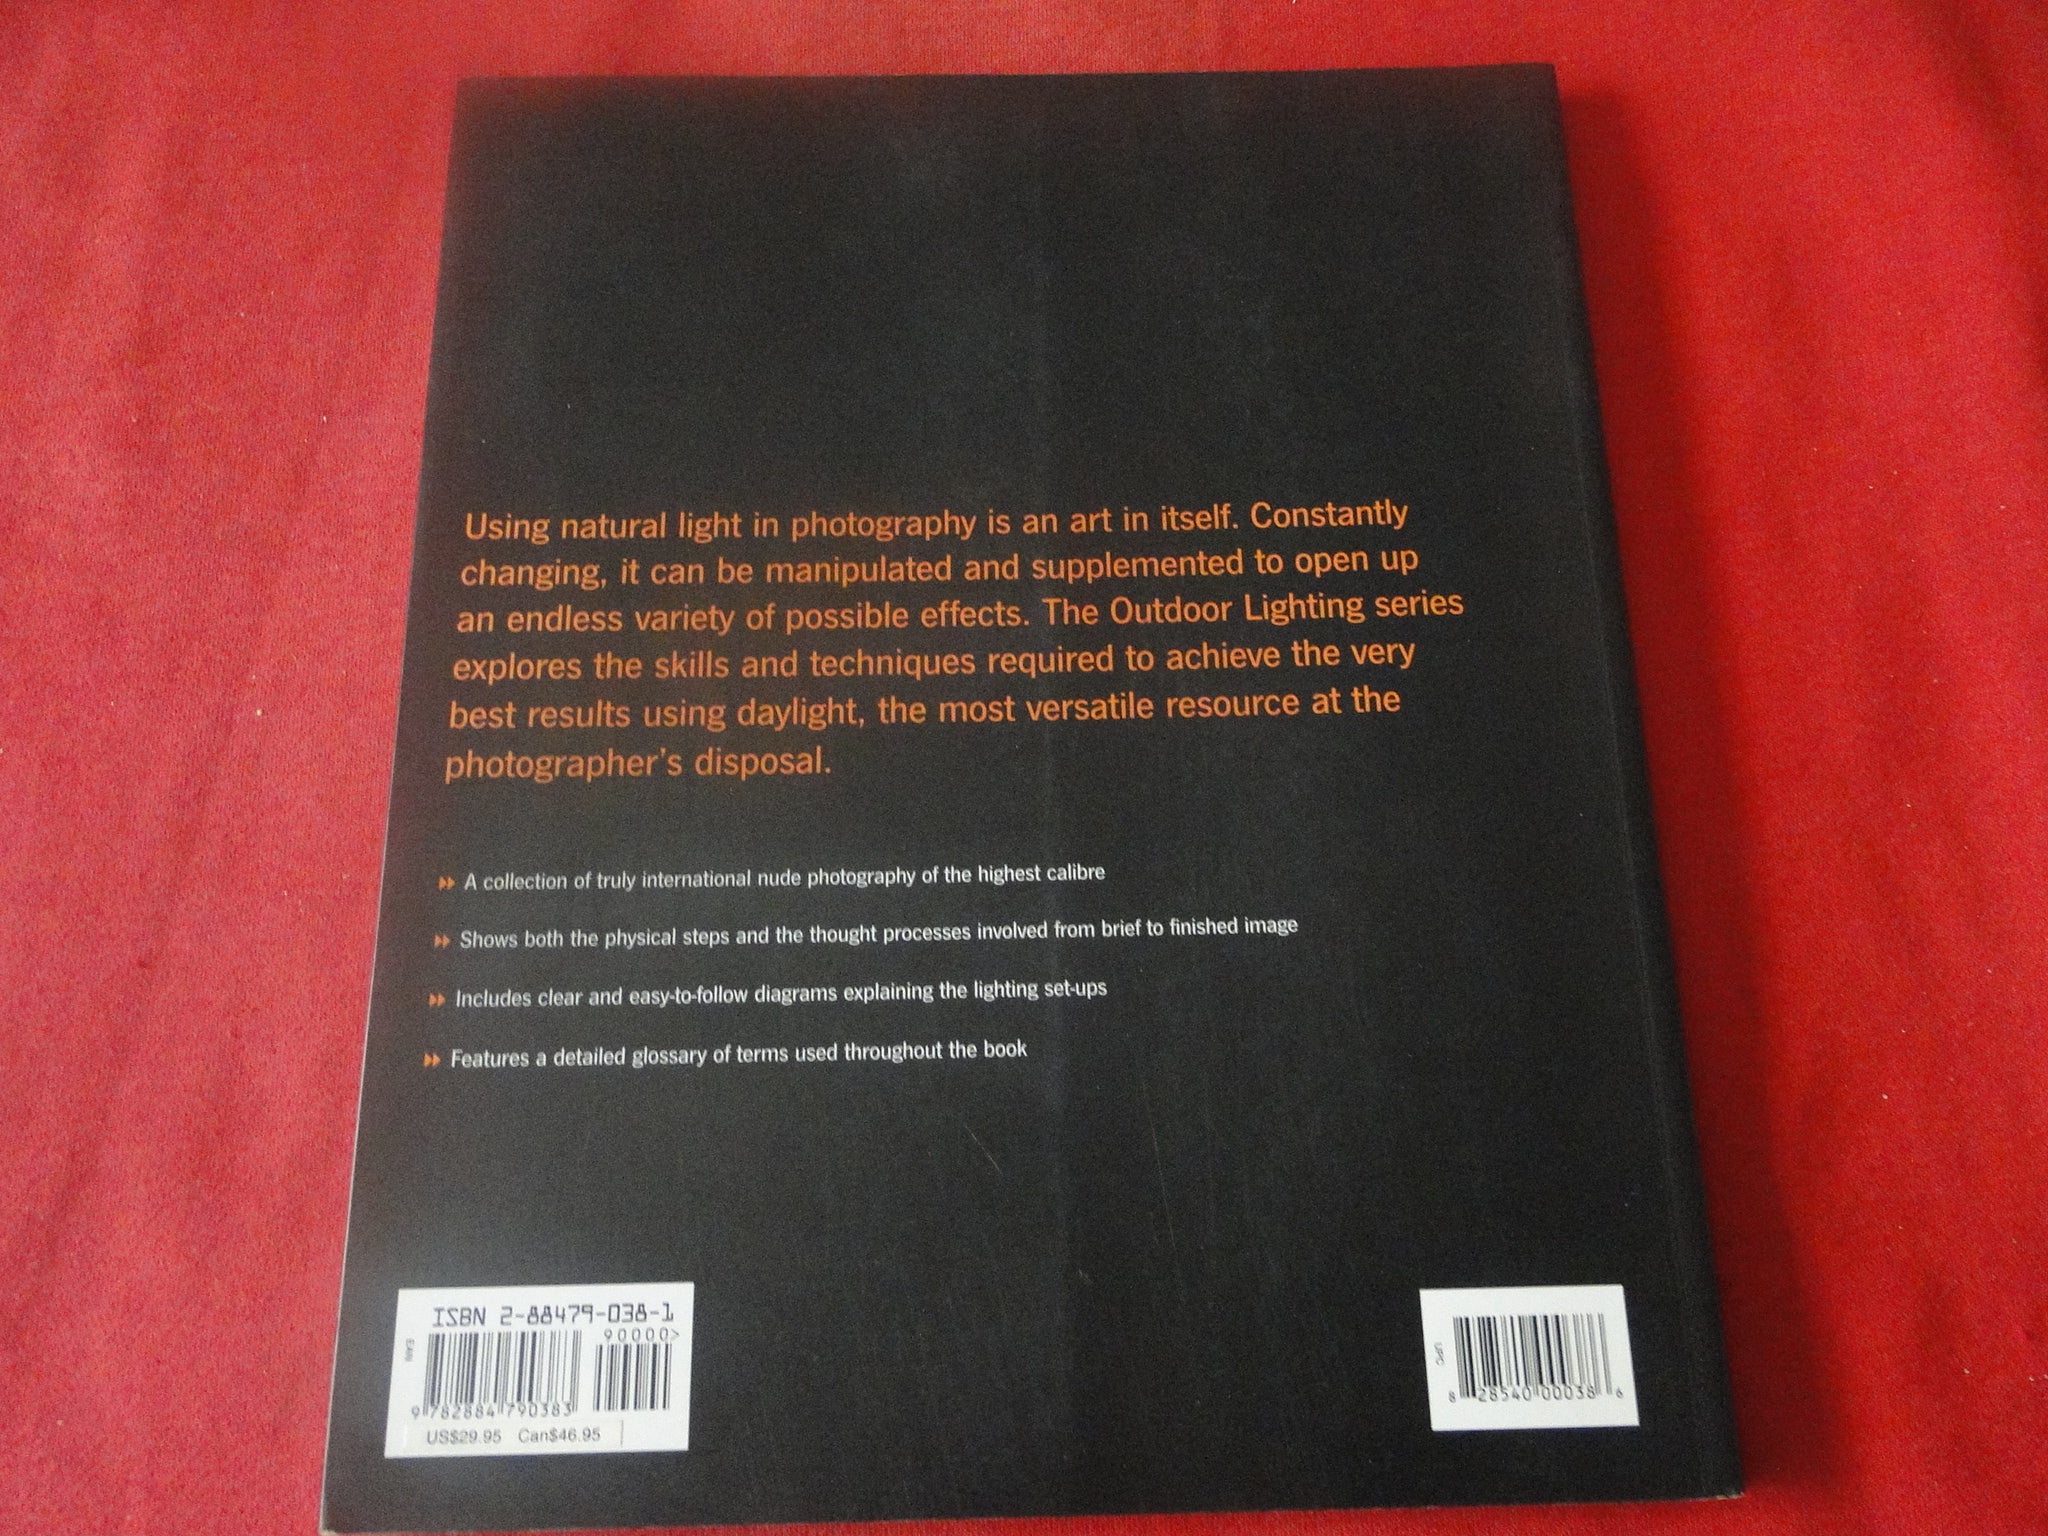 Using natural light in photography is an art in itself. Constantly
changing, it can be manipulated and supplemented to open up
an endless variety of possible effects. The Outdoor Lighting series
explores the skills and techniques required to achieve the very
best results using daylight, the most versatile resource at the
photographer's disposal.
A collection of truly international nude photography of the highest calibre
Shows both the physical steps and the thought processes involved from brief to finished image
Includes clear and easy-to-follow diagrams explaining the lighting set-ups
Features a detailed glossary of terms used throughout the book
ISBN 2-88479-038-1
90000>
EAN
9 782884 790383
US$29.95 Can$46.95
UPC
8 28540 00038 6